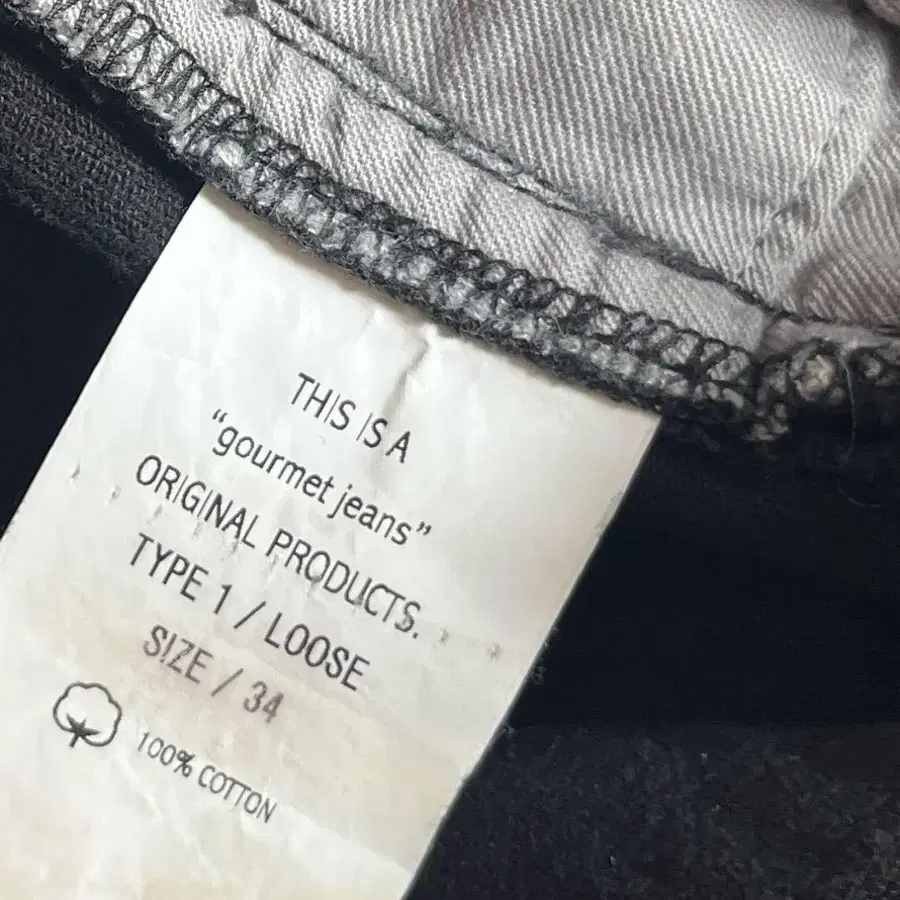 THIS IS A
“gourmet jeans”
ORIGINAL PRODUCTS.
TYPE 1 / LOOSE
SIZE / 34
100% COTTON